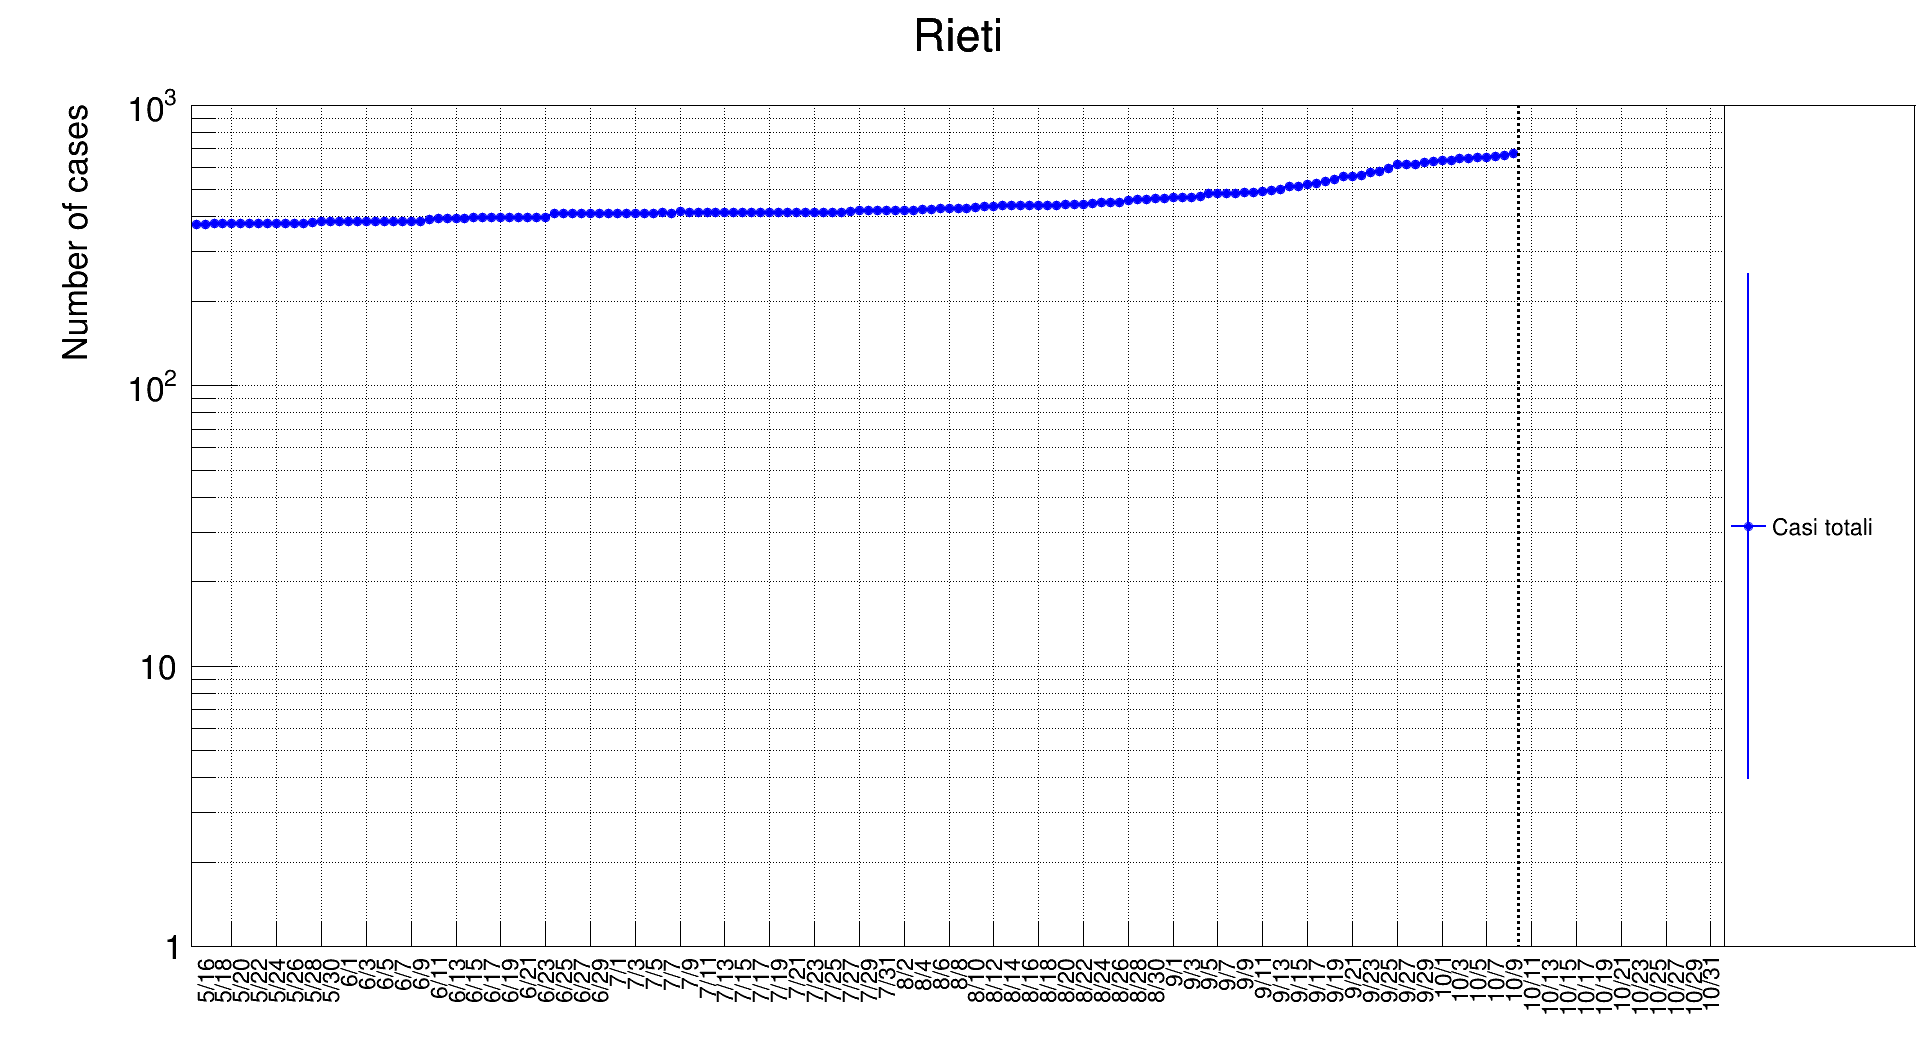 Rieti
Number of cases
10³
10²
10
1
5/16 5/18 5/20 5/22 5/24 5/26 5/28 5/30 6/1 6/3 6/5 6/7 6/9 6/11 6/13 6/15 6/17 6/19 6/21 6/23 6/25 6/27 6/29 7/1 7/3 7/5 7/7 7/9 7/11 7/13 7/15 7/17 7/19 7/21 7/23 7/25 7/27 7/29 7/31 8/2 8/4 8/6 8/8 8/10 8/12 8/14 8/16 8/18 8/20 8/22 8/24 8/26 8/28 8/30 9/1 9/3 9/5 9/7 9/9 9/11 9/13 9/15 9/17 9/19 9/21 9/23 9/25 9/27 9/29 10/1 10/3 10/5 10/7 10/9 10/11 10/13 10/15 10/17 10/19 10/21 10/23 10/25 10/27 10/29 10/31
Casi totali